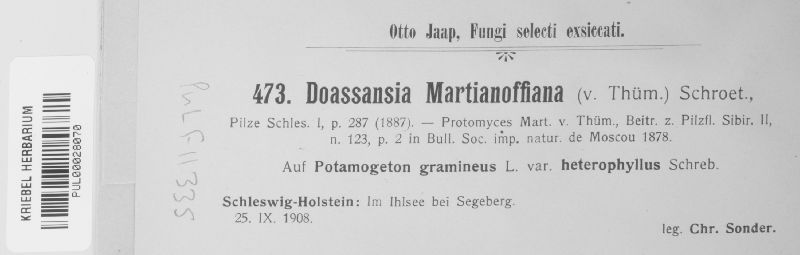 Otto Jaap, Fungi selecti exsiccati.
473. Doassansia Martianoffiana (v. Thüm.) Schroet.,
Pilze Schles. I, p. 287 (1887). — Protomyces Mart. v. Thüm., Beitr. z. Pilzfl. Sibir. II,
n. 123, p. 2 in Bull. Soc. imp. natur. de Moscou 1878.
Auf Potamogeton gramineus L. var. heterophyllus Schreb.
Schleswig-Holstein: Im Ihlsee bei Segeberg.
25. IX. 1908.
leg. Chr. Sonder.
KRIEBEL HERBARIUM
PUL00028070
PUL F11335